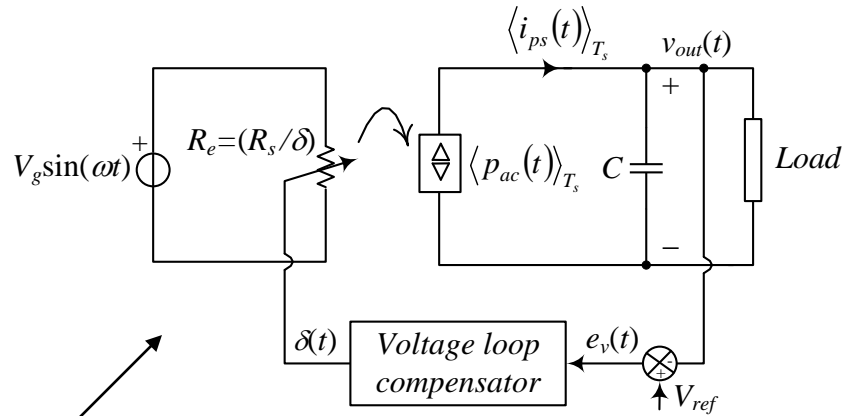 ⟨i_ps(t)⟩_Ts
v_out(t)
+
R_e=(R_s/δ)
+
V_g sin(ωt)
⟨p_ac(t)⟩_Ts
C
Load
−
δ(t)
Voltage loop
compensator
e_v(t)
-
+
V_ref